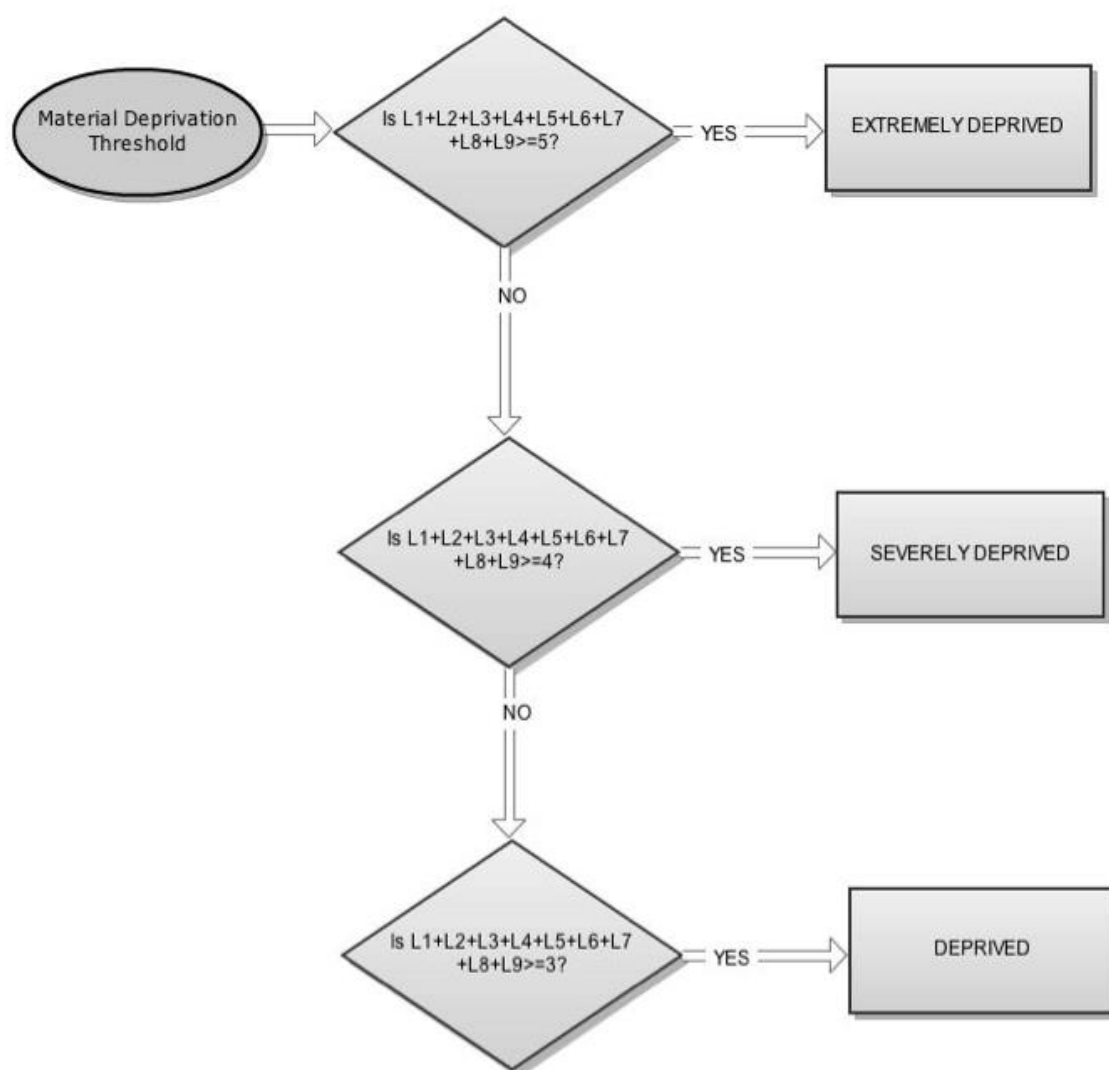 Material Deprivation
Threshold
Is L1+L2+L3+L4+L5+L6+L7
+L8+L9>=5?
YES
EXTREMELY DEPRIVED
NO
Is L1+L2+L3+L4+L5+L6+L7
+L8+L9>=4?
YES
SEVERELY DEPRIVED
NO
Is L1+L2+L3+L4+L5+L6+L7
+L8+L9>=3?
YES
DEPRIVED